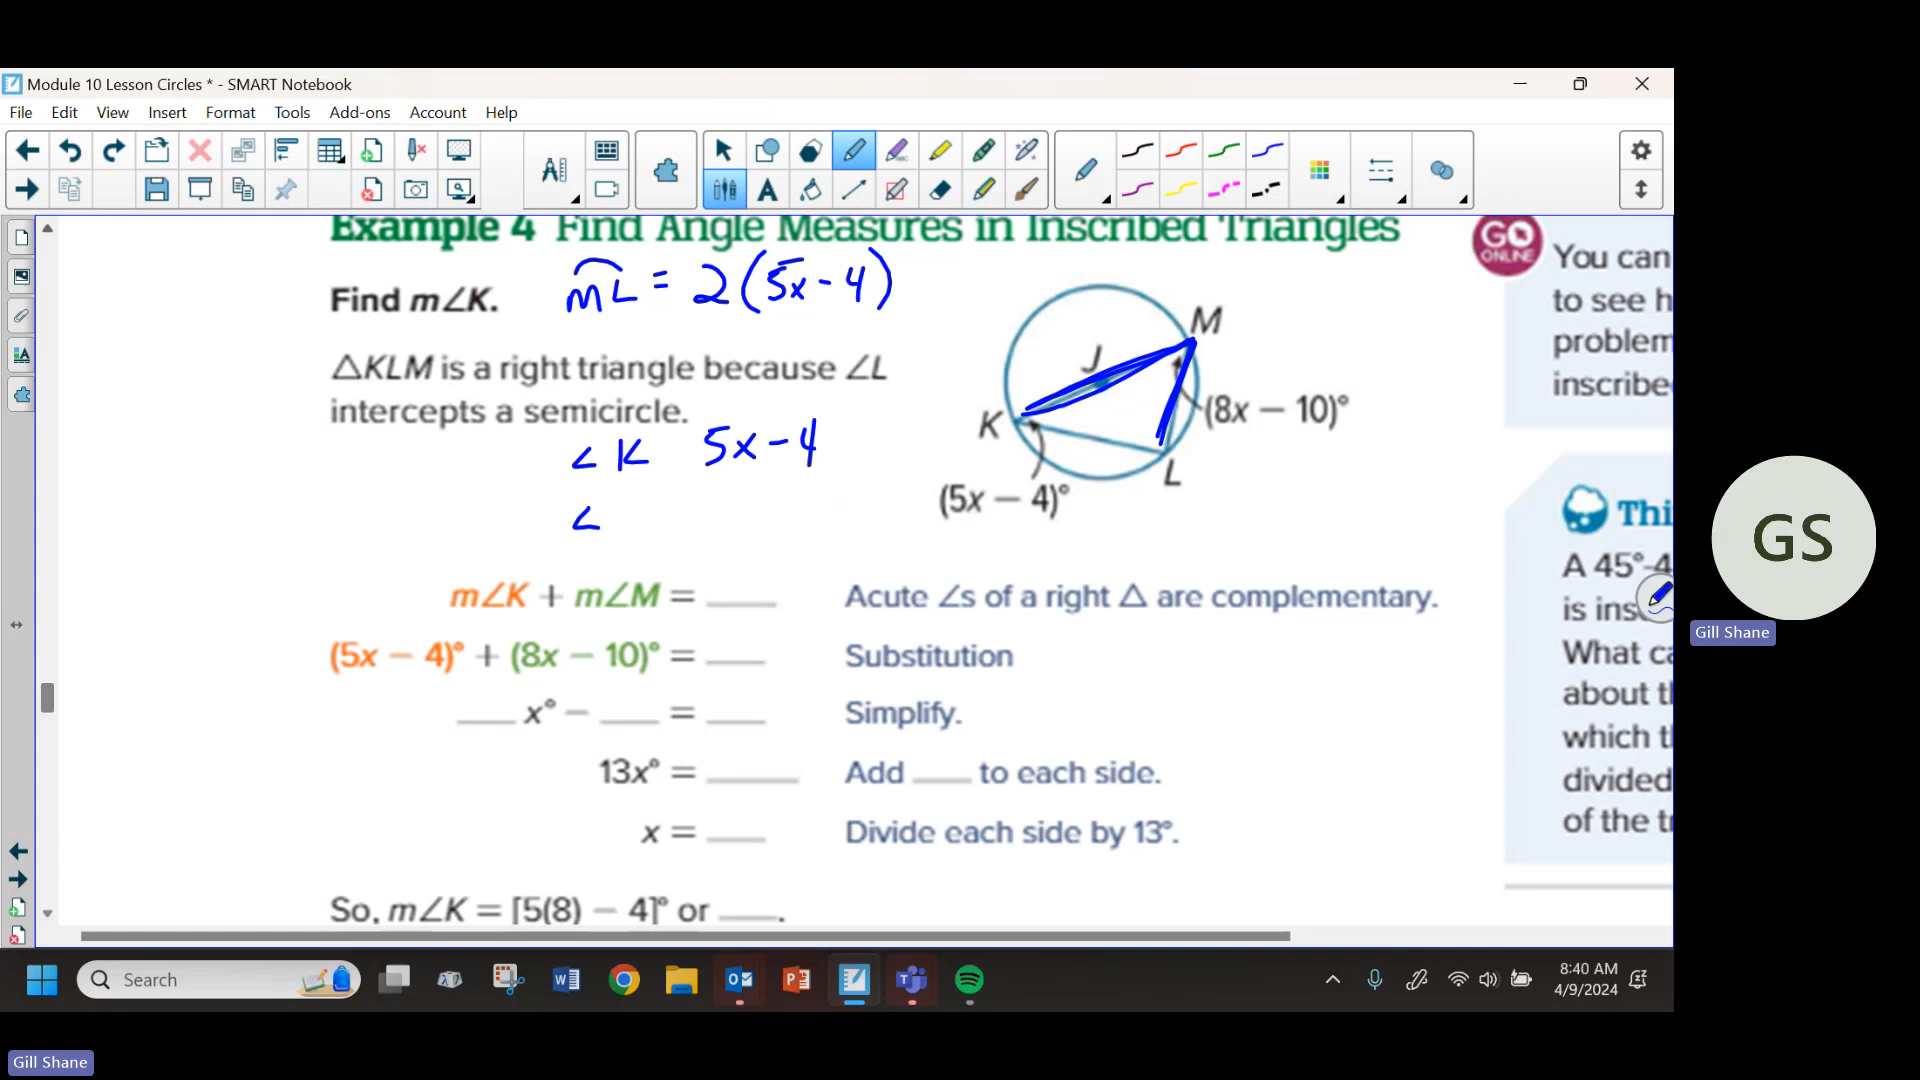 Module 10 Lesson Circles * - SMART Notebook
File Edit View Insert Format Tools Add-ons Account Help
Example 4 Find Angle Measures in Inscribed Triangles
Find m∠K.
mL = 2(5x - 4)
△KLM is a right triangle because ∠L
intercepts a semicircle.
∠K 5x - 4
∠
M
J
K
L
(8x − 10)°
(5x − 4)°
m∠K + m∠M = ____ Acute ∠s of a right △ are complementary.
(5x − 4)° + (8x − 10)° = ____ Substitution
____ x° − ____ = ____ Simplify.
13x° = ____ Add ____ to each side.
x = ____ Divide each side by 13°.
So, m∠K = [5(8) − 4]° or ____.
GO
ONLINE
You can
to see h
problem
inscribe
Thi
A 45°-4
is ins
What ca
about t
which t
divided
of the t
GS
Gill Shane
Search
8:40 AM
4/9/2024
Gill Shane